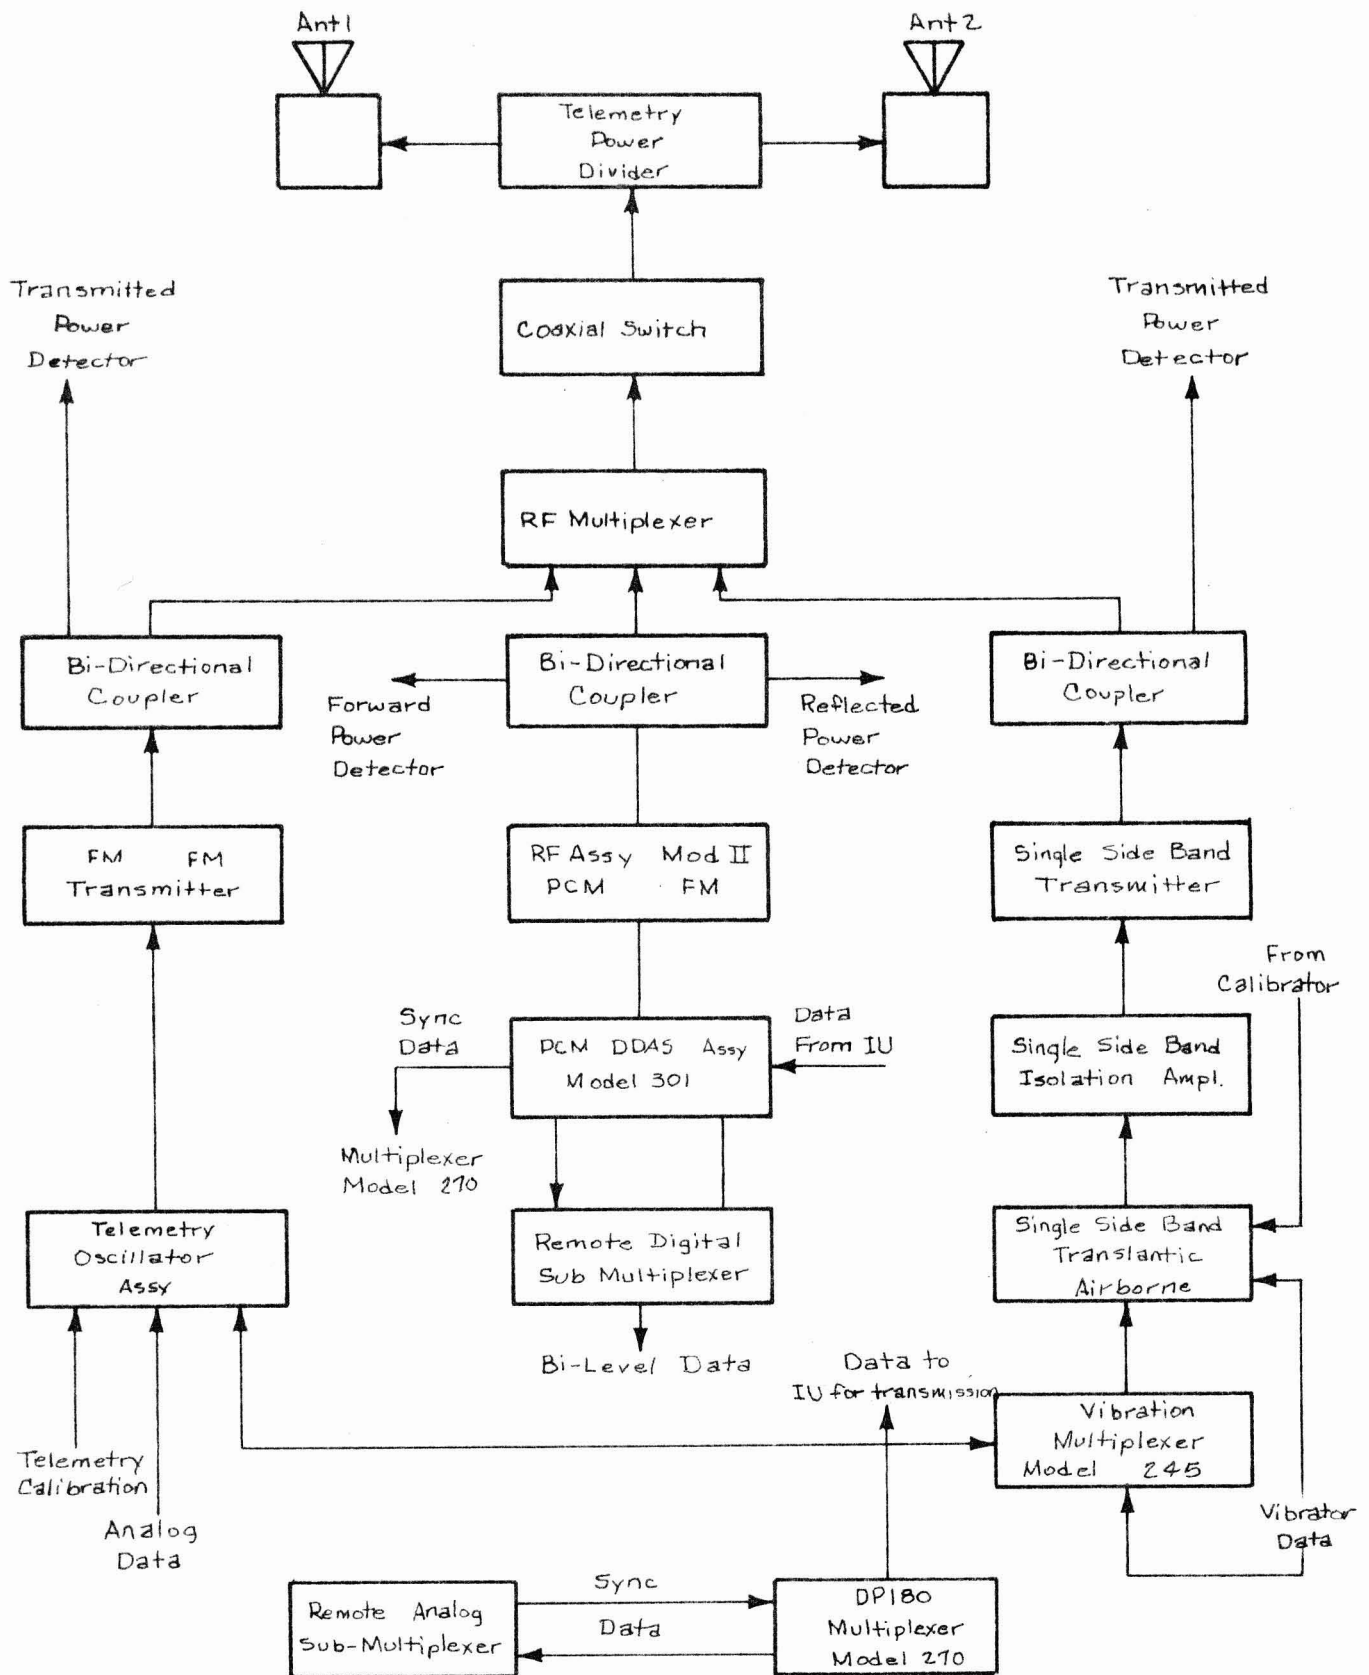 Ant1
Ant2
Telemetry
Power
Divider
Transmitted
Power
Detector
Coaxial Switch
Transmitted
Power
Detector
RF Multiplexer
Bi-Directional
Coupler
Bi-Directional
Coupler
Bi-Directional
Coupler
Forward
Power
Detector
Reflected
Power
Detector
FM FM
Transmitter
RF Assy Mod II
PCM FM
Single Side Band
Transmitter
From
Calibrator
Sync
Data
PCM DDAS Assy
Model 301
Data
From IU
Single Side Band
Isolation Ampl.
Multiplexer
Model 270
Telemetry
Oscillator
Assy
Remote Digital
Sub Multiplexer
Single Side Band
Translantic
Airborne
Bi-Level Data
Data to
IU for transmission
Vibration
Multiplexer
Model 245
Telemetry
Calibration
Analog
Data
Vibrator
Data
Remote Analog
Sub-Multiplexer
Sync
Data
DP180
Multiplexer
Model 270